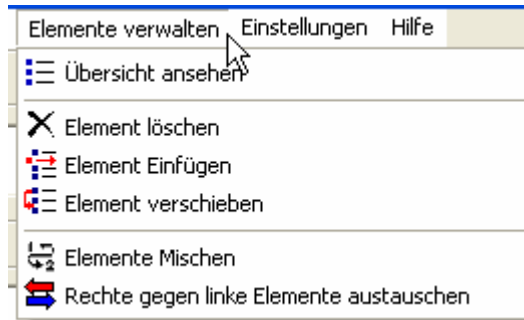 Elemente verwalten Einstellungen Hilfe
Übersicht ansehen
Element löschen
Element Einfügen
Element verschieben
Elemente Mischen
Rechte gegen linke Elemente austauschen